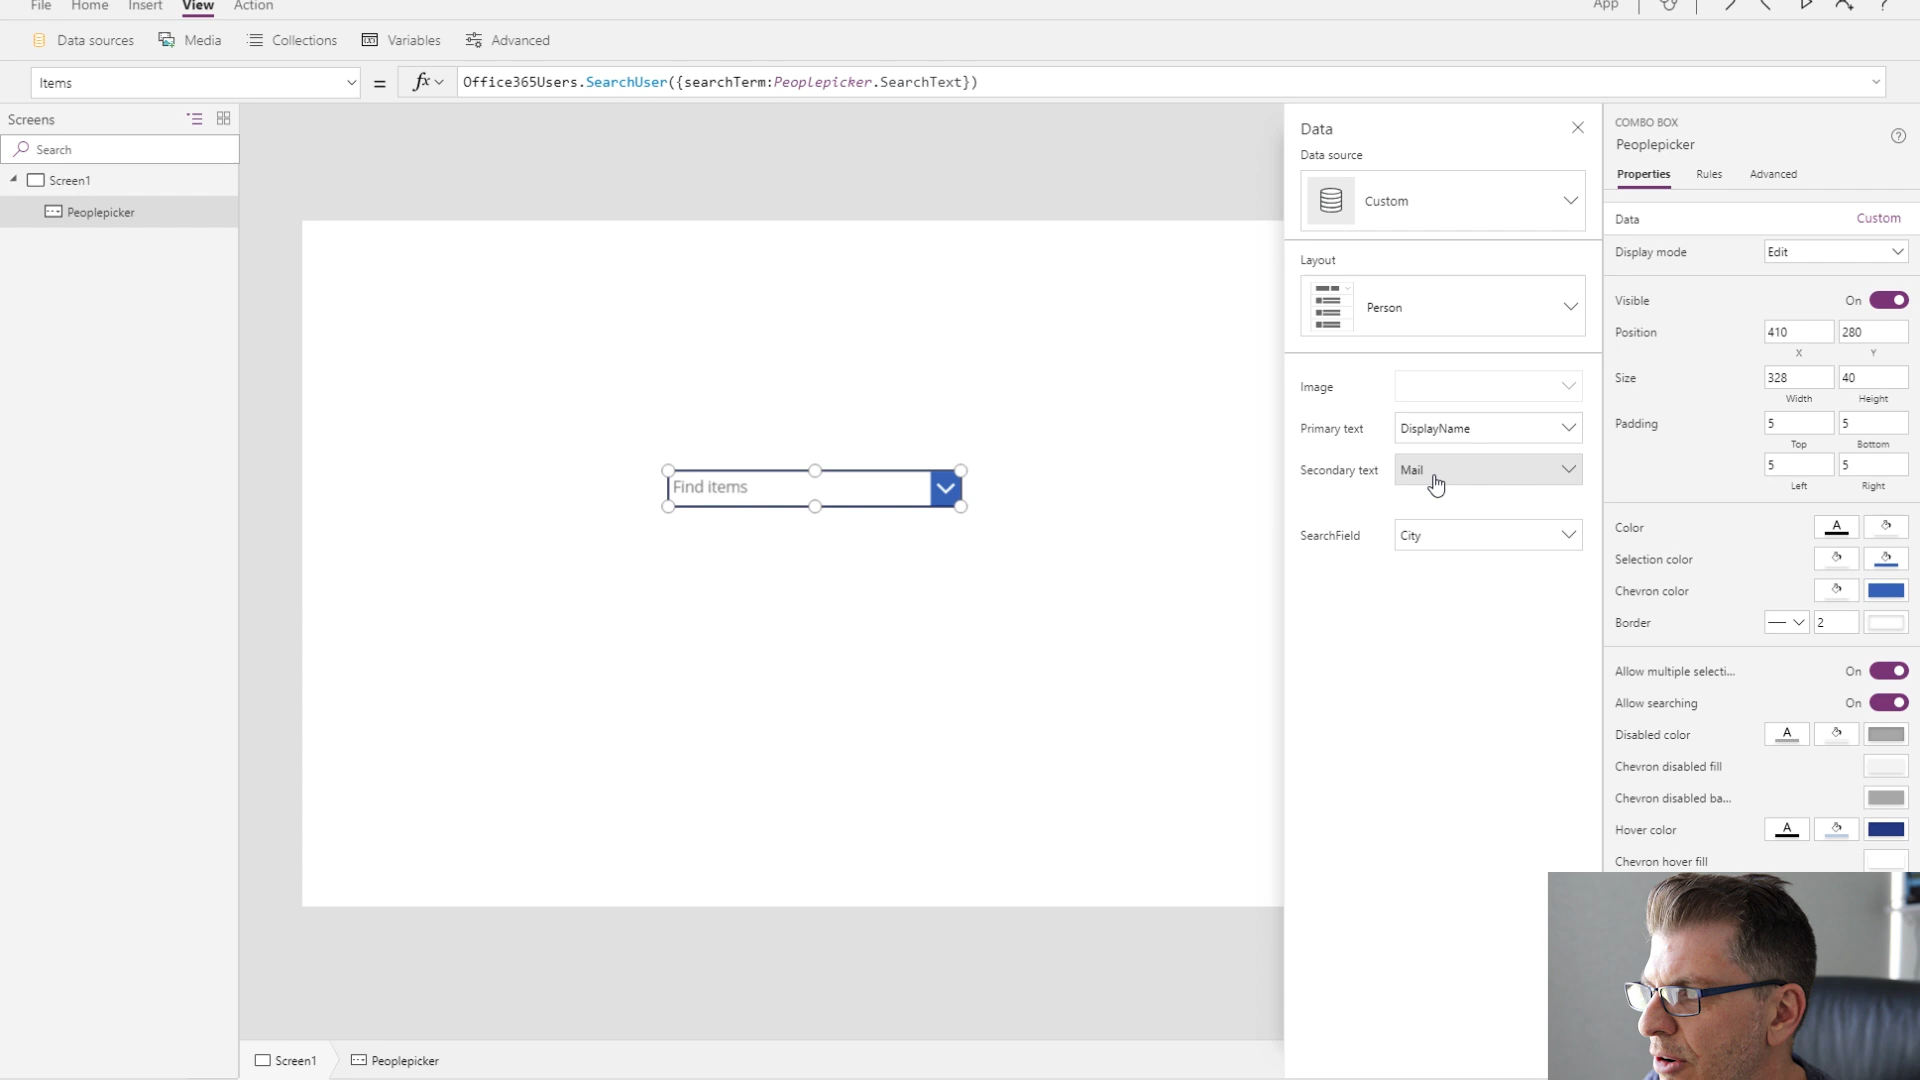 File Home Insert View Action App
Data sources Media Collections Variables Advanced
Items = fx Office365Users.SearchUser({searchTerm:Peoplepicker.SearchText})
Screens
Search
Screen1
Peoplepicker
Find items
Data
Data source
Custom
Layout
Person
Image
Primary text DisplayName
Secondary text Mail
SearchField City
COMBO BOX
Peoplepicker
Properties Rules Advanced
Data Custom
Display mode Edit
Visible On
Position 410 280
X Y
Size 328 40
Width Height
Padding 5 5
Top Bottom
5 5
Left Right
Color A
Selection color
Chevron color
Border 2
Allow multiple selecti... On
Allow searching On
Disabled color A
Chevron disabled fill
Chevron disabled ba...
Hover color A
Chevron hover fill
Screen1 Peoplepicker